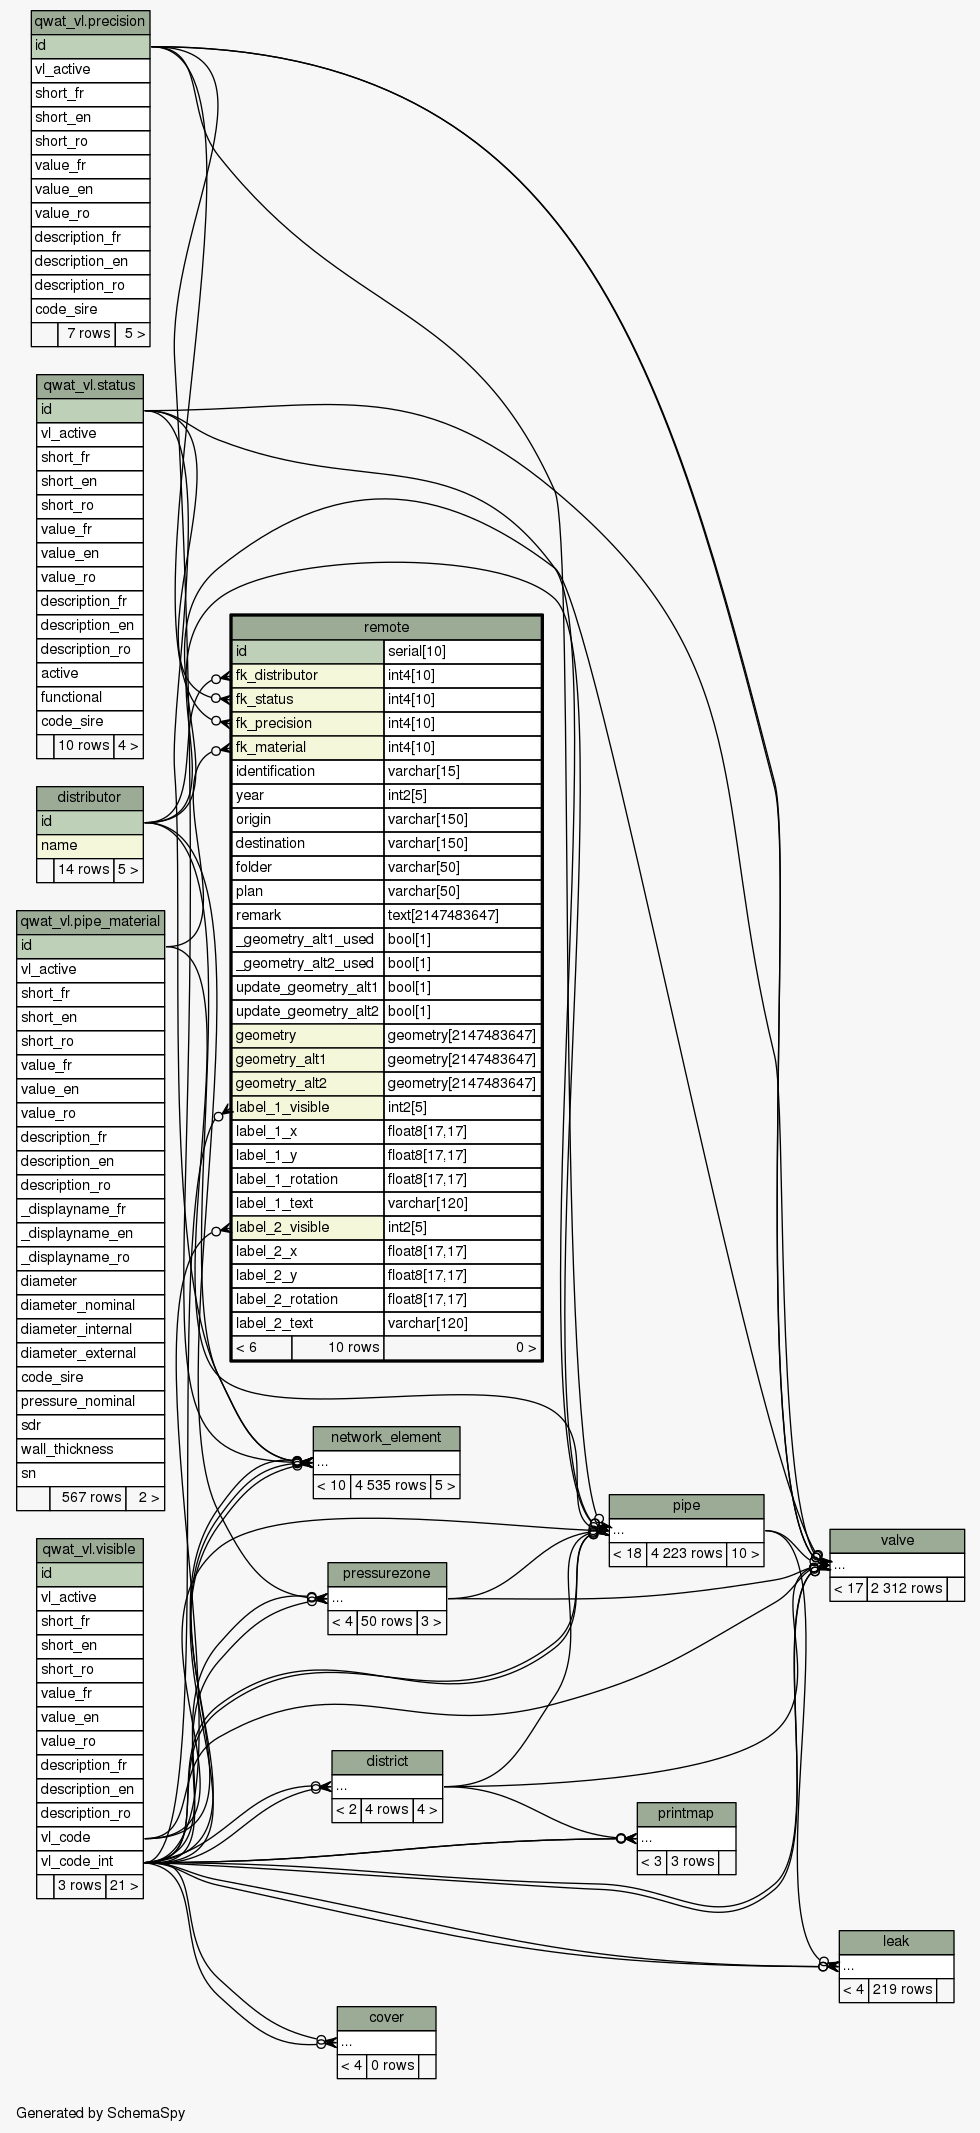 qwat_vl.precision
id
vl_active
short_fr
short_en
short_ro
value_fr
value_en
value_ro
description_fr
description_en
description_ro
code_sire
7 rows 5 >
qwat_vl.status
id
vl_active
short_fr
short_en
short_ro
value_fr
value_en
value_ro
description_fr
description_en
description_ro
active
functional
code_sire
10 rows 4 >
distributor
id
name
14 rows 5 >
qwat_vl.pipe_material
id
vl_active
short_fr
short_en
short_ro
value_fr
value_en
value_ro
description_fr
description_en
description_ro
_displayname_fr
_displayname_en
_displayname_ro
diameter
diameter_nominal
diameter_internal
diameter_external
code_sire
pressure_nominal
sdr
wall_thickness
sn
567 rows 2 >
qwat_vl.visible
id
vl_active
short_fr
short_en
short_ro
value_fr
value_en
value_ro
description_fr
description_en
description_ro
vl_code
vl_code_int
3 rows 21 >
remote
id serial[10]
fk_distributor int4[10]
fk_status int4[10]
fk_precision int4[10]
fk_material int4[10]
identification varchar[15]
year int2[5]
origin varchar[150]
destination varchar[150]
folder varchar[50]
plan varchar[50]
remark text[2147483647]
_geometry_alt1_used bool[1]
_geometry_alt2_used bool[1]
update_geometry_alt1 bool[1]
update_geometry_alt2 bool[1]
geometry geometry[2147483647]
geometry_alt1 geometry[2147483647]
geometry_alt2 geometry[2147483647]
label_1_visible int2[5]
label_1_x float8[17,17]
label_1_y float8[17,17]
label_1_rotation float8[17,17]
label_1_text varchar[120]
label_2_visible int2[5]
label_2_x float8[17,17]
label_2_y float8[17,17]
label_2_rotation float8[17,17]
label_2_text varchar[120]
< 6 10 rows 0 >
network_element
...
< 10 4 535 rows 5 >
pipe
...
< 18 4 223 rows 10 >
valve
...
< 17 2 312 rows
pressurezone
...
< 4 50 rows 3 >
district
...
< 2 4 rows 4 >
printmap
...
< 3 3 rows
leak
...
< 4 219 rows
cover
...
< 4 0 rows
Generated by SchemaSpy